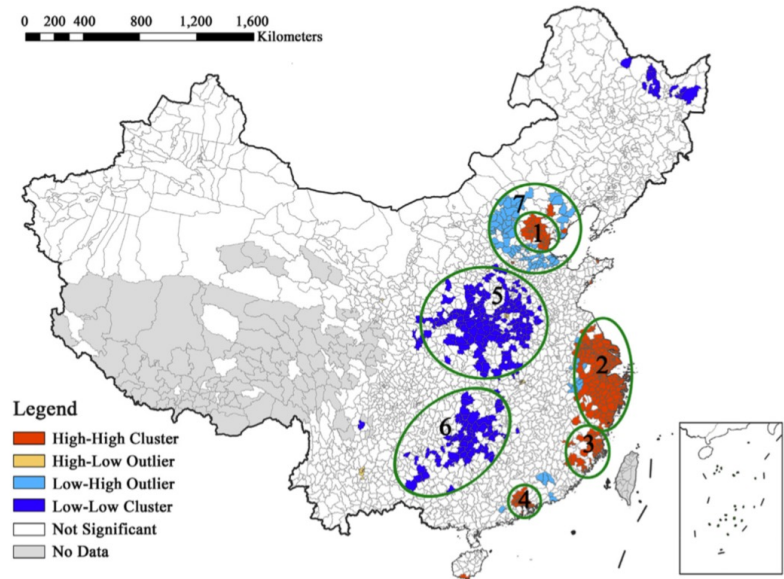 0 200 400 800 1,200 1,600
Kilometers
7
1
5
2
6
3
4
Legend
High-High Cluster
High-Low Outlier
Low-High Outlier
Low-Low Cluster
Not Significant
No Data